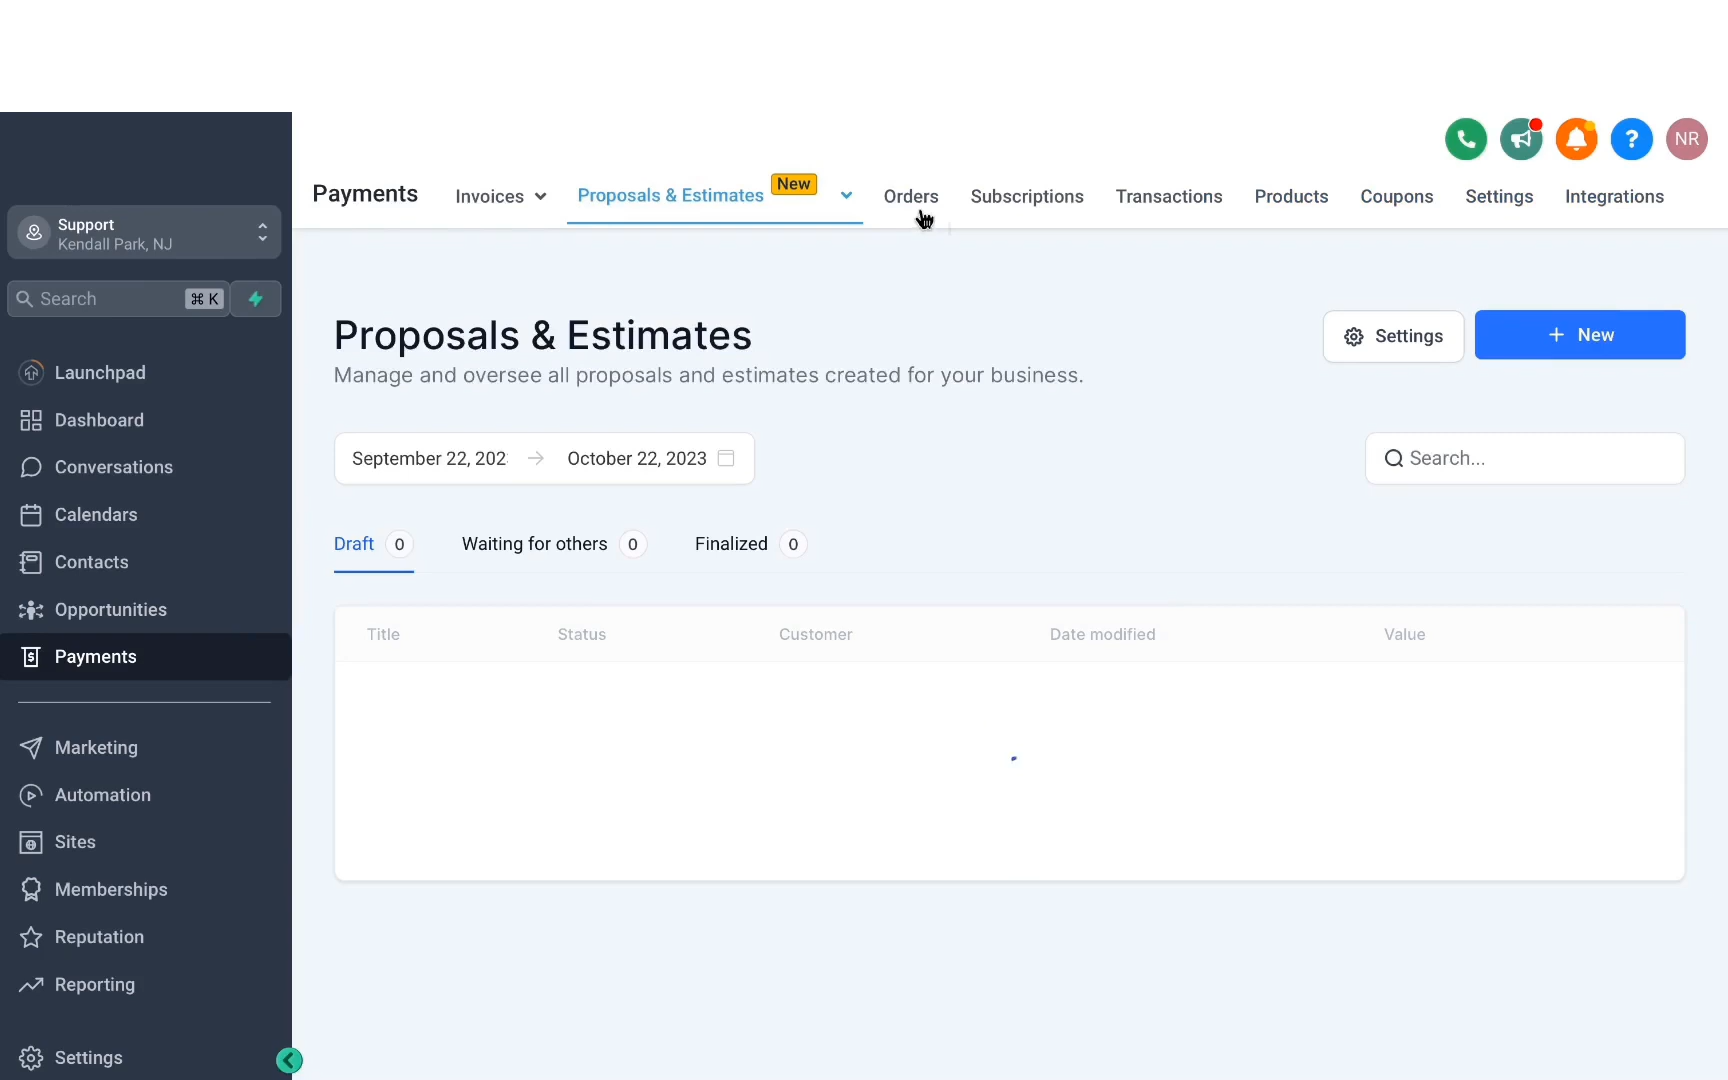 NR
Payments
Invoices
Proposals & Estimates
New
Orders
Subscriptions
Transactions
Products
Coupons
Settings
Integrations
Support
Kendall Park, NJ
Search
⌘ K
Launchpad
Dashboard
Conversations
Calendars
Contacts
Opportunities
Payments
Marketing
Automation
Sites
Memberships
Reputation
Reporting
Settings
Proposals & Estimates
Manage and oversee all proposals and estimates created for your business.
Settings
+ New
September 22, 202
October 22, 2023
Search...
Draft 0
Waiting for others 0
Finalized 0
Title Status Customer Date modified Value